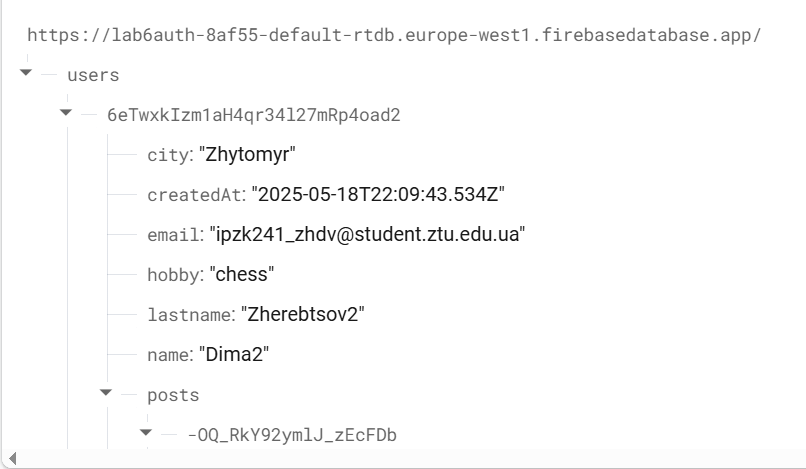 https://lab6auth-8af55-default-rtdb.europe-west1.firebasedatabase.app/
users
6eTwxkIzm1aH4qr34l27mRp4oad2
city: "Zhytomyr"
createdAt: "2025-05-18T22:09:43.534Z"
email: "ipzk241_zhdv@student.ztu.edu.ua"
hobby: "chess"
lastname: "Zherebtsov2"
name: "Dima2"
posts
-OQ_RkY92ymlJ_zEcFDb